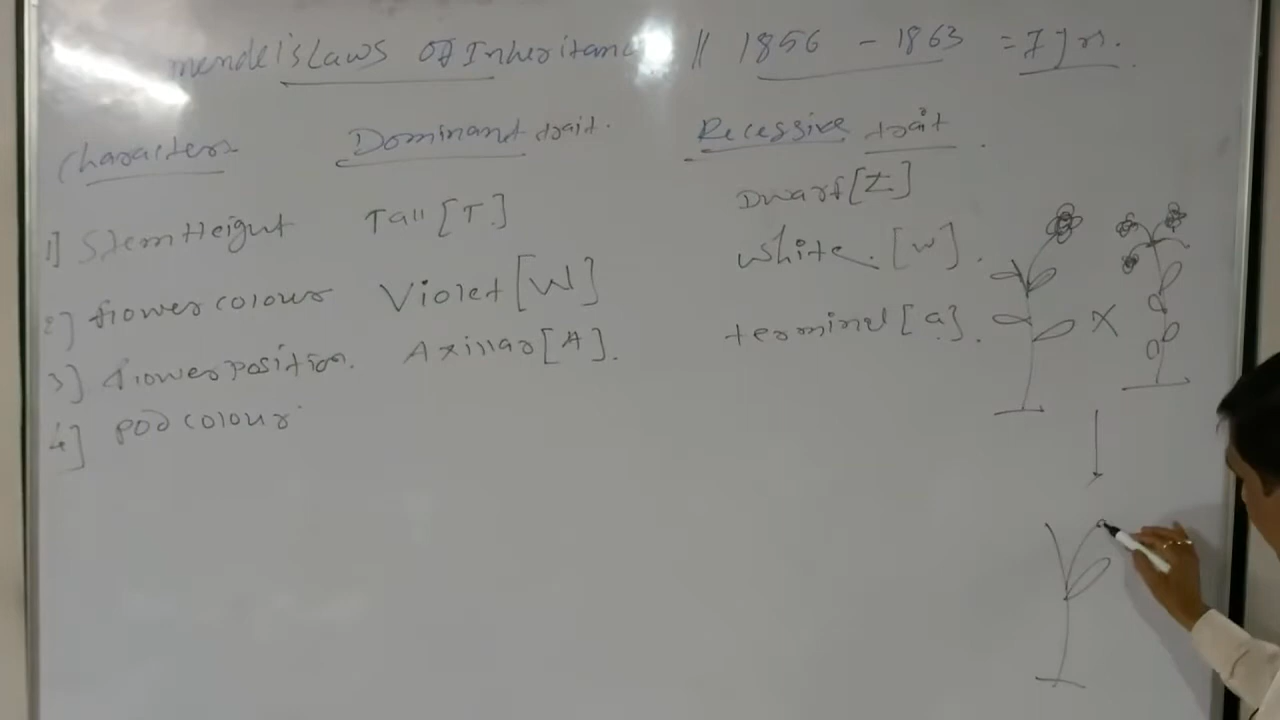 Mendel's Laws Of Inheritanc || 1856 - 1863 = 7 yrs.
Characters Dominant trait. Recessive trait.
1] Stem Height Tall [T] Dwarf [t]
2] flower colour Violet [W] White. [w].
3] flower position. Axillar [A]. terminal [a].
4] pod colour
X